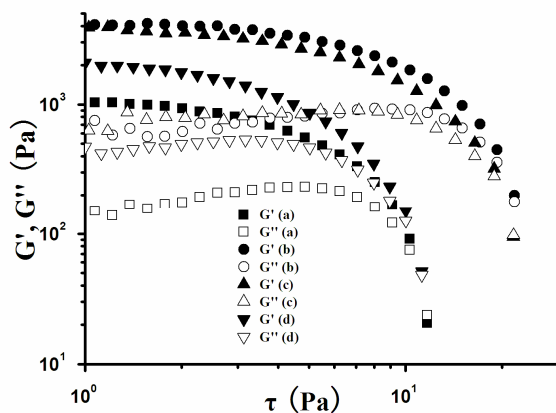 G', G'' (Pa)
10³
10²
10¹
G' (a)
G'' (a)
G' (b)
G'' (b)
G' (c)
G'' (c)
G' (d)
G'' (d)
10⁰
10¹
τ (Pa)